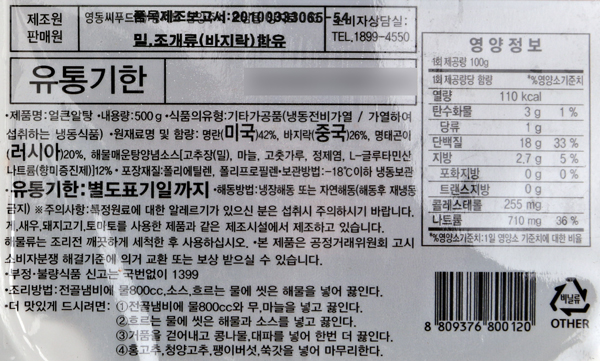 제조원
판매원
영동씨푸드
품목제조보고서:20100333065-54
소비자상담실:
TEL,1899-4550
밀.조개류(바지락)함유
유통기한
•제품명:얼큰알탕 •내용량:500g •식품의유형:기타가공품(냉동전비가열 / 가열하여
섭취하는 냉동식품) •원재료명 및 함량: 명란(미국)42%, 바지락(중국)26%, 명태곤이
(러시아)20%, 해물매운탕양념소스[고추장(밀), 마늘, 고춧가루, 정제염, L-글루타민산
나트륨(향미증진제)]12% • 포장재질:폴리에틸렌, 폴리프로필렌•보관방법:-18℃이하 냉동보관
•유통기한:별도표기일까지 •해동방법:냉장해동 또는 자연해동(해동후 재냉동
금지) ※주의사항:특정원료에 대한 알레르기가 있으신 분은 섭취시 주의하시기 바랍니다.
게,새우,돼지고기,토마토를 사용한 제품과 같은 제조시설에서 제조하고 있습니다.
해물류는 조리전 깨끗하게 세척한 후 사용하십시오. •본 제품은 공정거래위원회 고시
소비자분쟁 해결기준에 의거 교환 또는 보상 받으실 수 있습니다.
•부정·불량식품 신고는 국번없이 1399
•조리방법:전골냄비에 물800cc,소스,흐르는 물에 씻은 해물을 넣어 끓인다.
•더 맛있게 드시려면: ①전골냄비에 물800cc와 무,마늘을 넣고 끓인다.
②흐르는 물에 씻은 해물과 소스를 넣고 끓인다.
③거품을 걷어내고 콩나물,대파를 넣어 한번 더 끓인다.
④홍고추,청양고추,팽이버섯,쑥갓을 넣어 마무리한다.
영양정보
1회 제공량 100g
1회 제공량당 함량 *%영양소기준치
열량 110 kcal
탄수화물 3 g 1 %
당류 1 g
단백질 18 g 33 %
지방 2.7 g 5 %
포화지방 0 g 0 %
트랜스지방 0 g
콜레스테롤 255 mg
나트륨 710 mg 36 %
*%영양소기준치:1일 영양소 기준치에 대한 비율
8 809376 800120
비닐류
OTHER